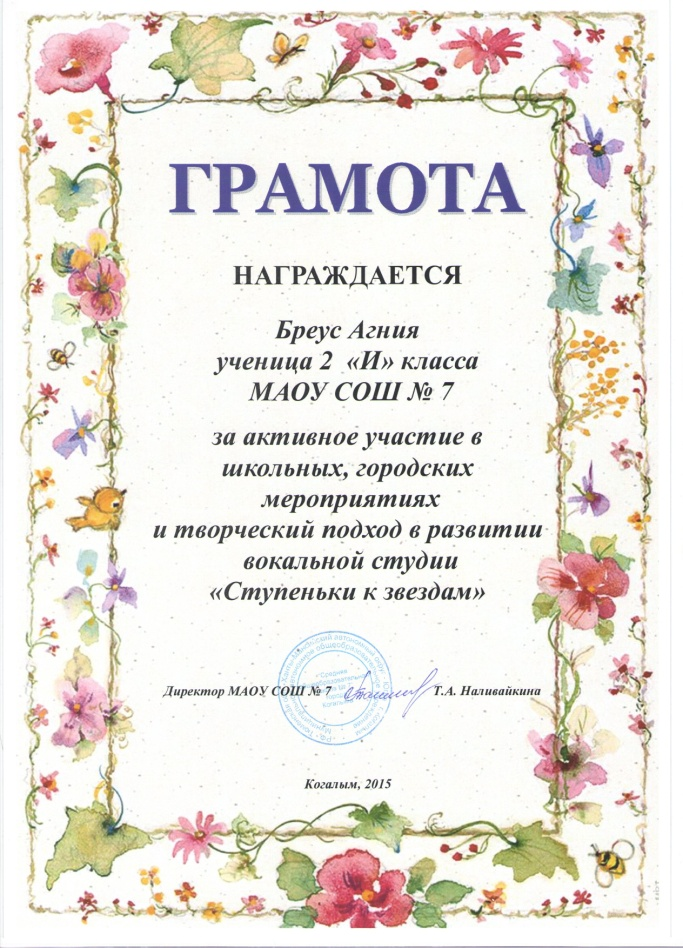 ГРАМОТА
НАГРАЖДАЕТСЯ
Бреус Агния
ученица 2 «И» класса
МАОУ СОШ № 7
за активное участие в
школьных, городских
мероприятиях
и творческий подход в развитии
вокальной студии
«Ступеньки к звездам»
Директор МАОУ СОШ № 7 Т.А. Наливайкина
Когалым, 2015